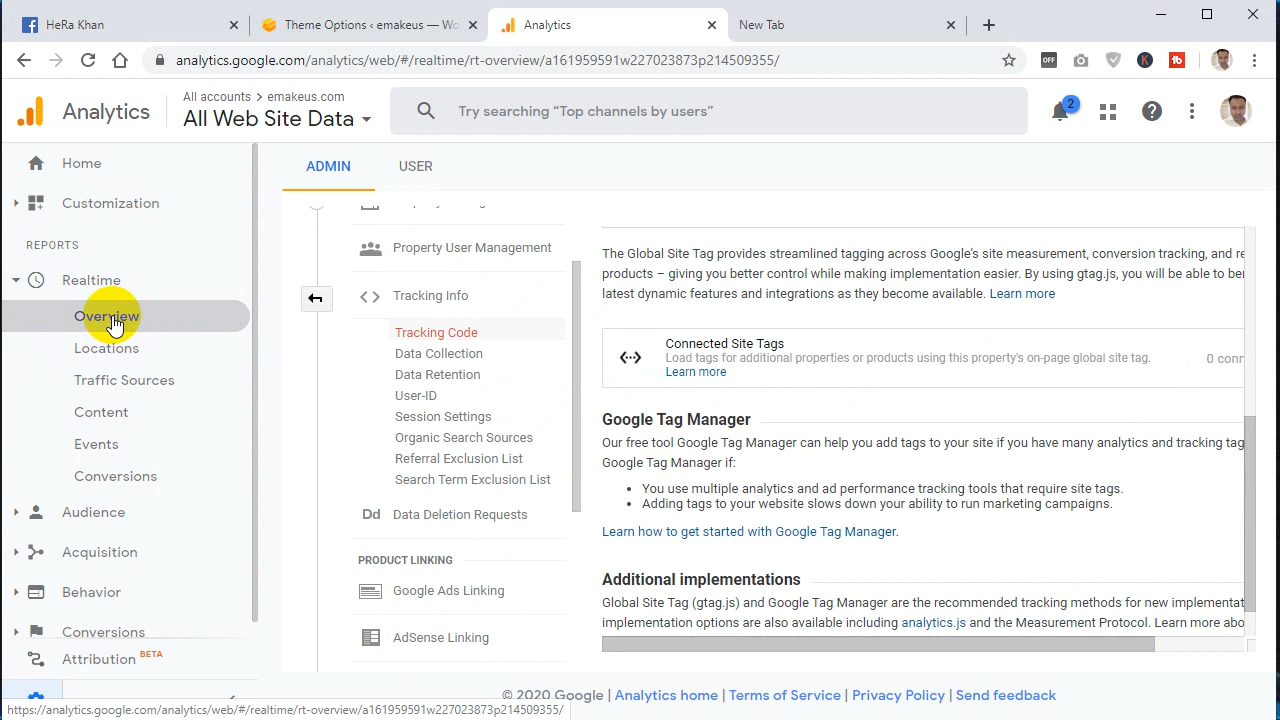 HeRa Khan
Theme Options ‹ emakeus — Wo
Analytics
New Tab
analytics.google.com/analytics/web/#/realtime/rt-overview/a161959591w227023873p214509355/
OFF
K
Analytics
All accounts > emakeus.com
All Web Site Data
Try searching “Top channels by users”
2
Home
Customization
REPORTS
Realtime
Overview
Locations
Traffic Sources
Content
Events
Conversions
Audience
Acquisition
Behavior
Conversions
Attribution BETA
ADMIN
USER
Property User Management
Tracking Info
Tracking Code
Data Collection
Data Retention
User-ID
Session Settings
Organic Search Sources
Referral Exclusion List
Search Term Exclusion List
Dd Data Deletion Requests
PRODUCT LINKING
Google Ads Linking
AdSense Linking
The Global Site Tag provides streamlined tagging across Google’s site measurement, conversion tracking, and re
products – giving you better control while making implementation easier. By using gtag.js, you will be able to ber
latest dynamic features and integrations as they become available. Learn more
Connected Site Tags
Load tags for additional properties or products using this property's on-page global site tag.
Learn more
0 conn
Google Tag Manager
Our free tool Google Tag Manager can help you add tags to your site if you have many analytics and tracking tag
Google Tag Manager if:
• You use multiple analytics and ad performance tracking tools that require site tags.
• Adding tags to your website slows down your ability to run marketing campaigns.
Learn how to get started with Google Tag Manager.
Additional implementations
Global Site Tag (gtag.js) and Google Tag Manager are the recommended tracking methods for new implementat
implementation options are also available including analytics.js and the Measurement Protocol. Learn more abo
© 2020 Google | Analytics home | Terms of Service | Privacy Policy | Send feedback
https://analytics.google.com/analytics/web/#/realtime/rt-overview/a161959591w227023873p214509355/